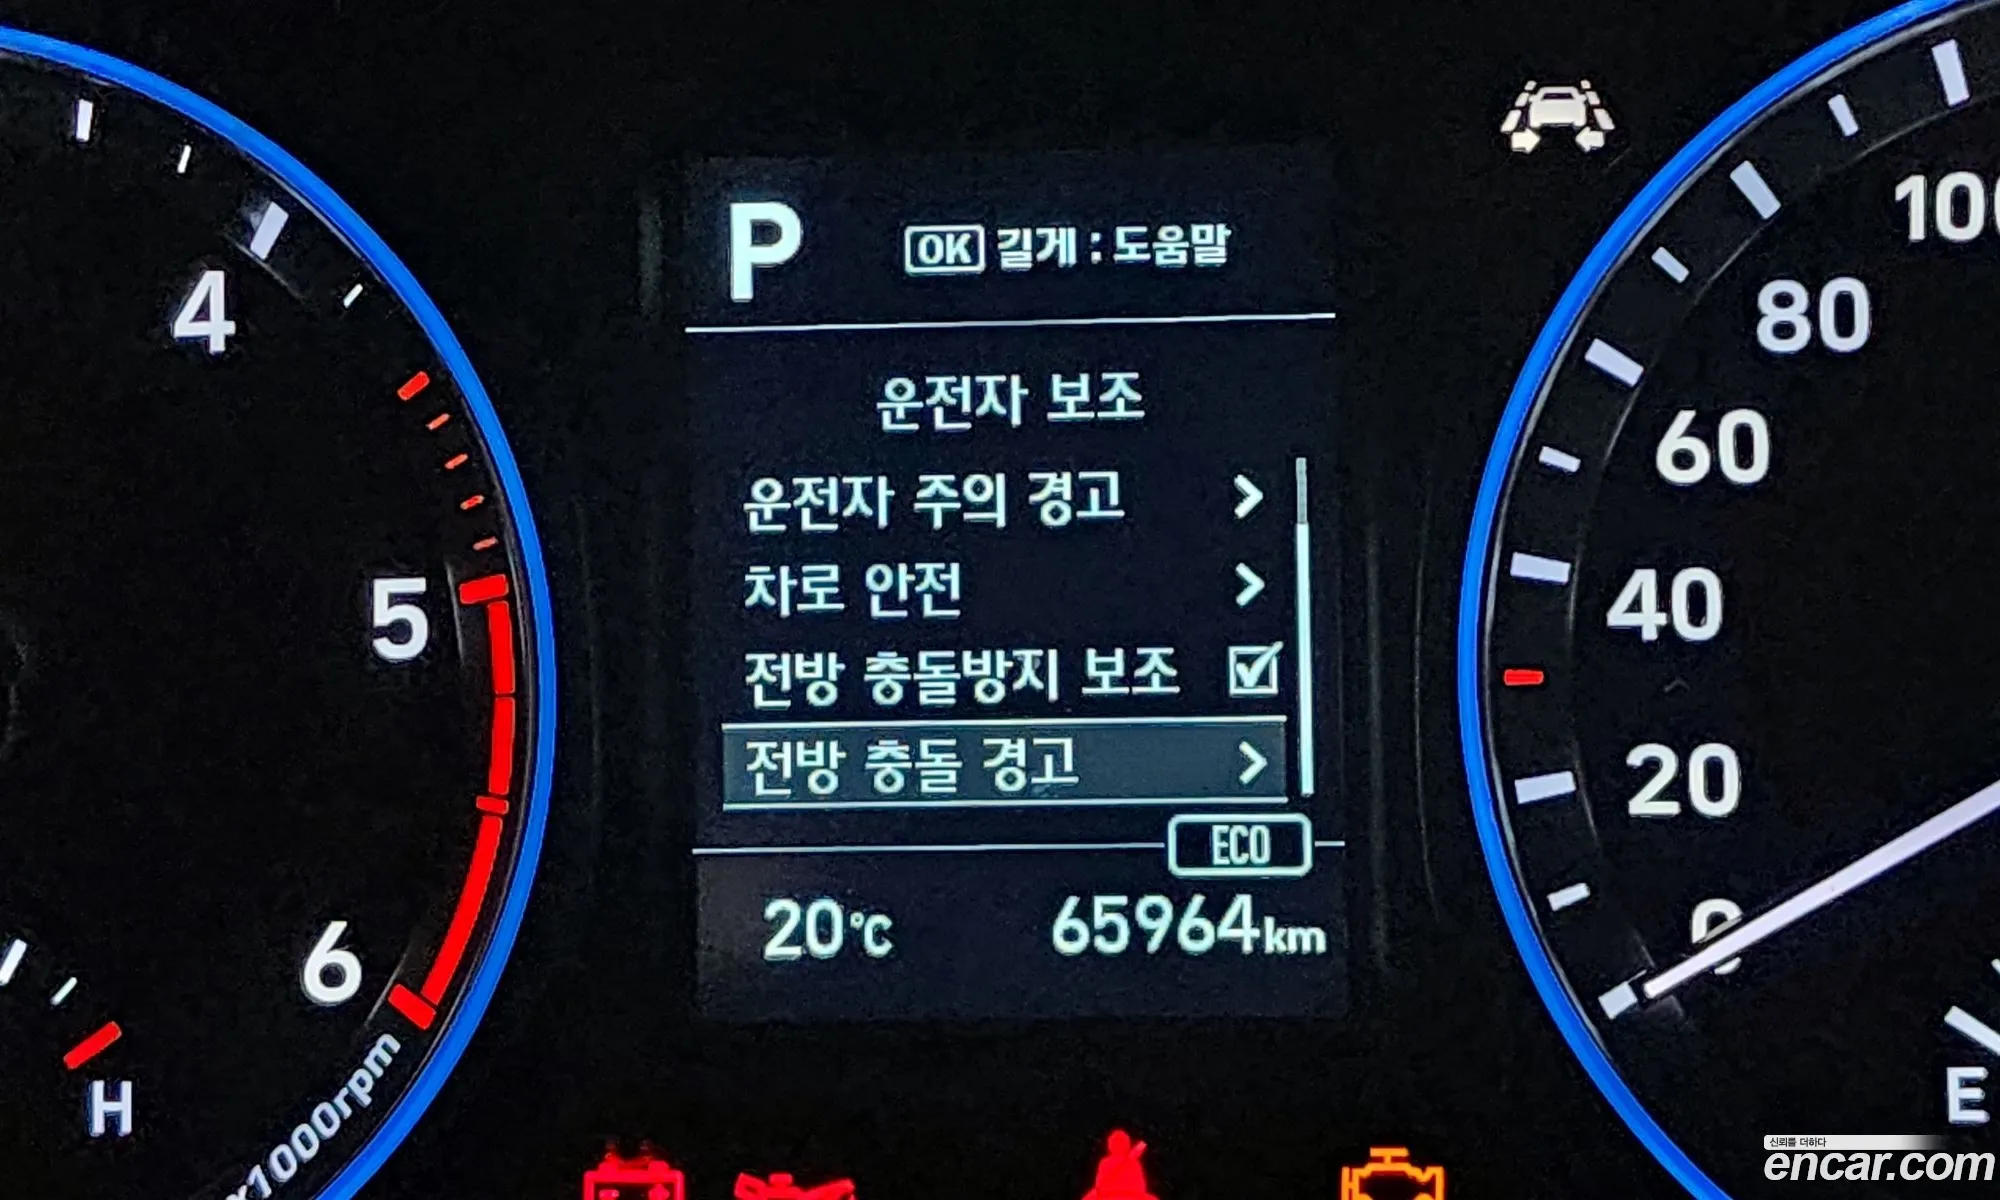 P
OK 길게 : 도움말
운전자 보조
운전자 주의 경고
차로 안전
전방 충돌방지 보조
전방 충돌 경고
ECO
20℃
65964km
4
5
6
x1000rpm
H
100
80
60
40
20
0
E
신뢰를 더하다
encar.com